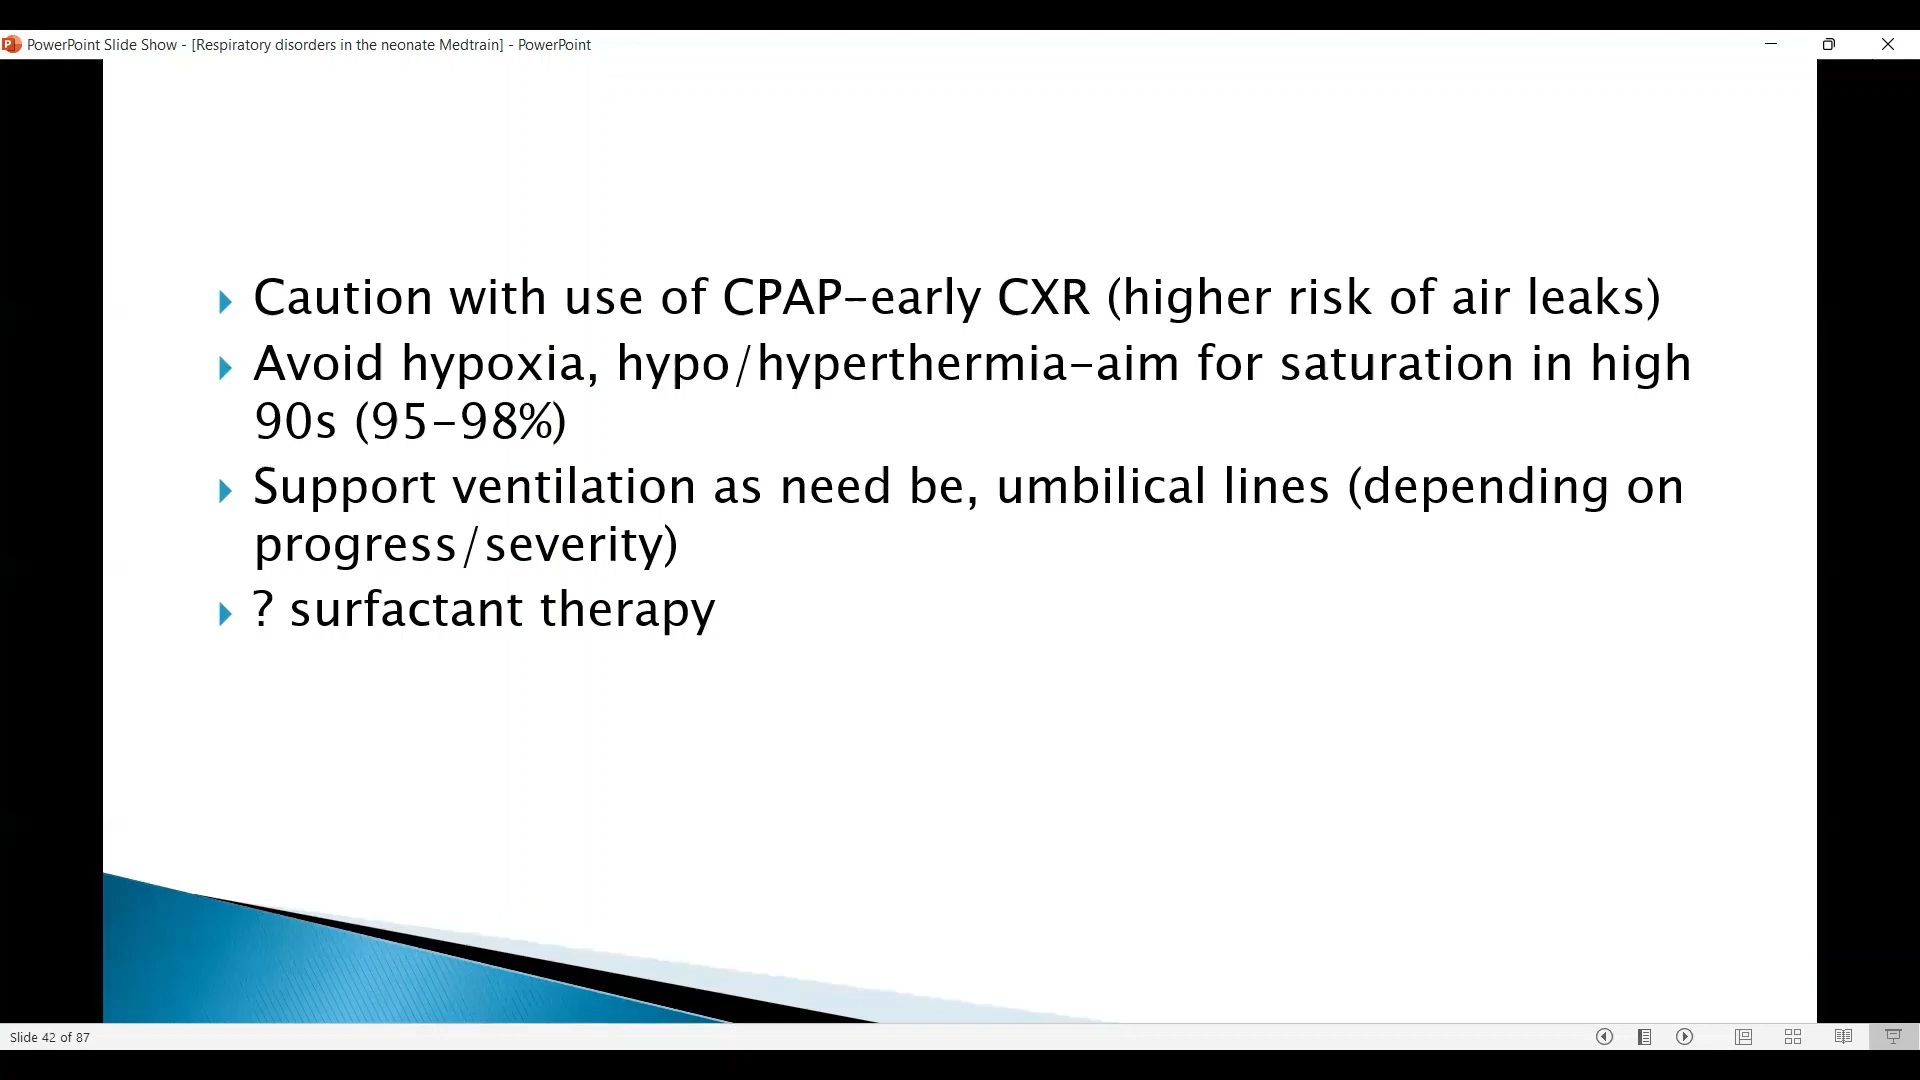 PowerPoint Slide Show - [Respiratory disorders in the neonate Medtrain] - PowerPoint
Caution with use of CPAP-early CXR (higher risk of air leaks)
Avoid hypoxia, hypo/hyperthermia-aim for saturation in high
90s (95-98%)
Support ventilation as need be, umbilical lines (depending on
progress/severity)
? surfactant therapy
Slide 42 of 87